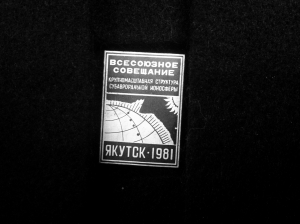 ВСЕСОЮЗНОЕ
СОВЕЩАНИЕ
КРУПНОМАСШТАБНАЯ СТРУКТУРА
СУБАВРОРАЛЬНОЙ ИОНОСФЕРЫ
ЯКУТСК·1981